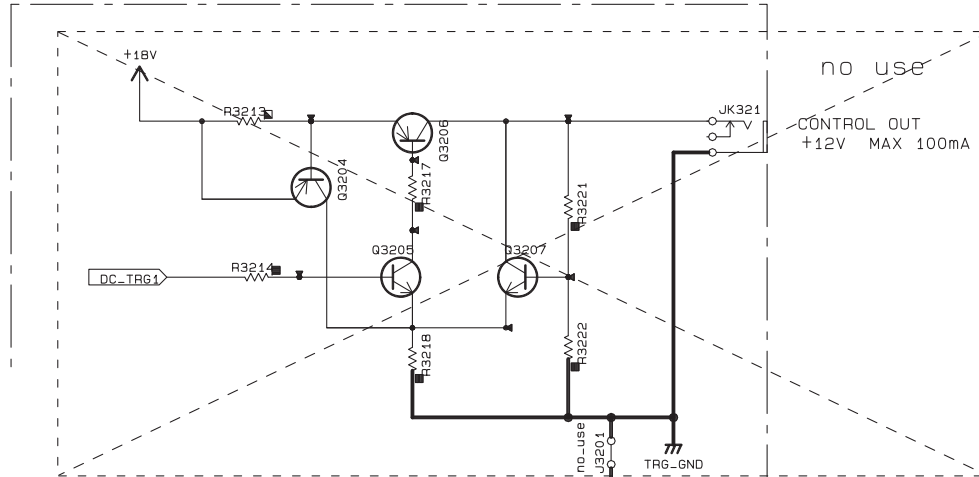 +18V
no use
R3213
JK321
Q3206
CONTROL OUT
+12V MAX 100mA
Q3204
R3217
R3221
Q3205
Q3207
R3214
DC_TRG1
R3218
R3222
no_use
J3201
TRG_GND